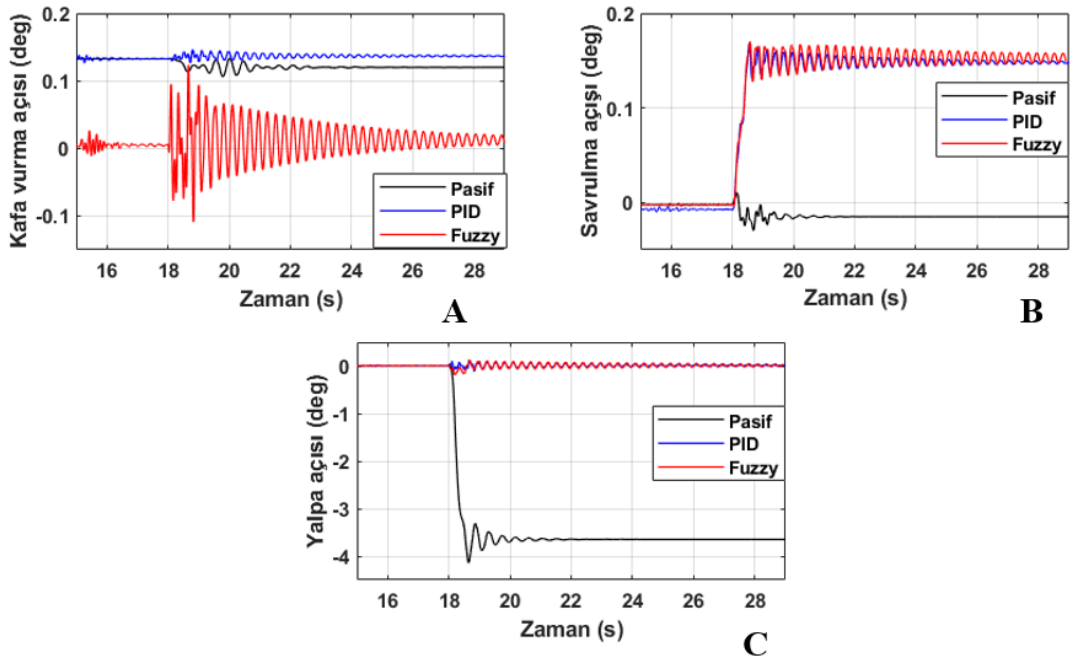 Kafa vurma açısı (deg)
0.2
0.1
0
-0.1
16 18 20 22 24 26 28
Zaman (s)
Pasif
PID
Fuzzy
A
Savrulma açısı (deg)
0.2
0.1
0
16 18 20 22 24 26 28
Zaman (s)
Pasif
PID
Fuzzy
B
Yalpa açısı (deg)
0
-1
-2
-3
-4
16 18 20 22 24 26 28
Zaman (s)
Pasif
PID
Fuzzy
C